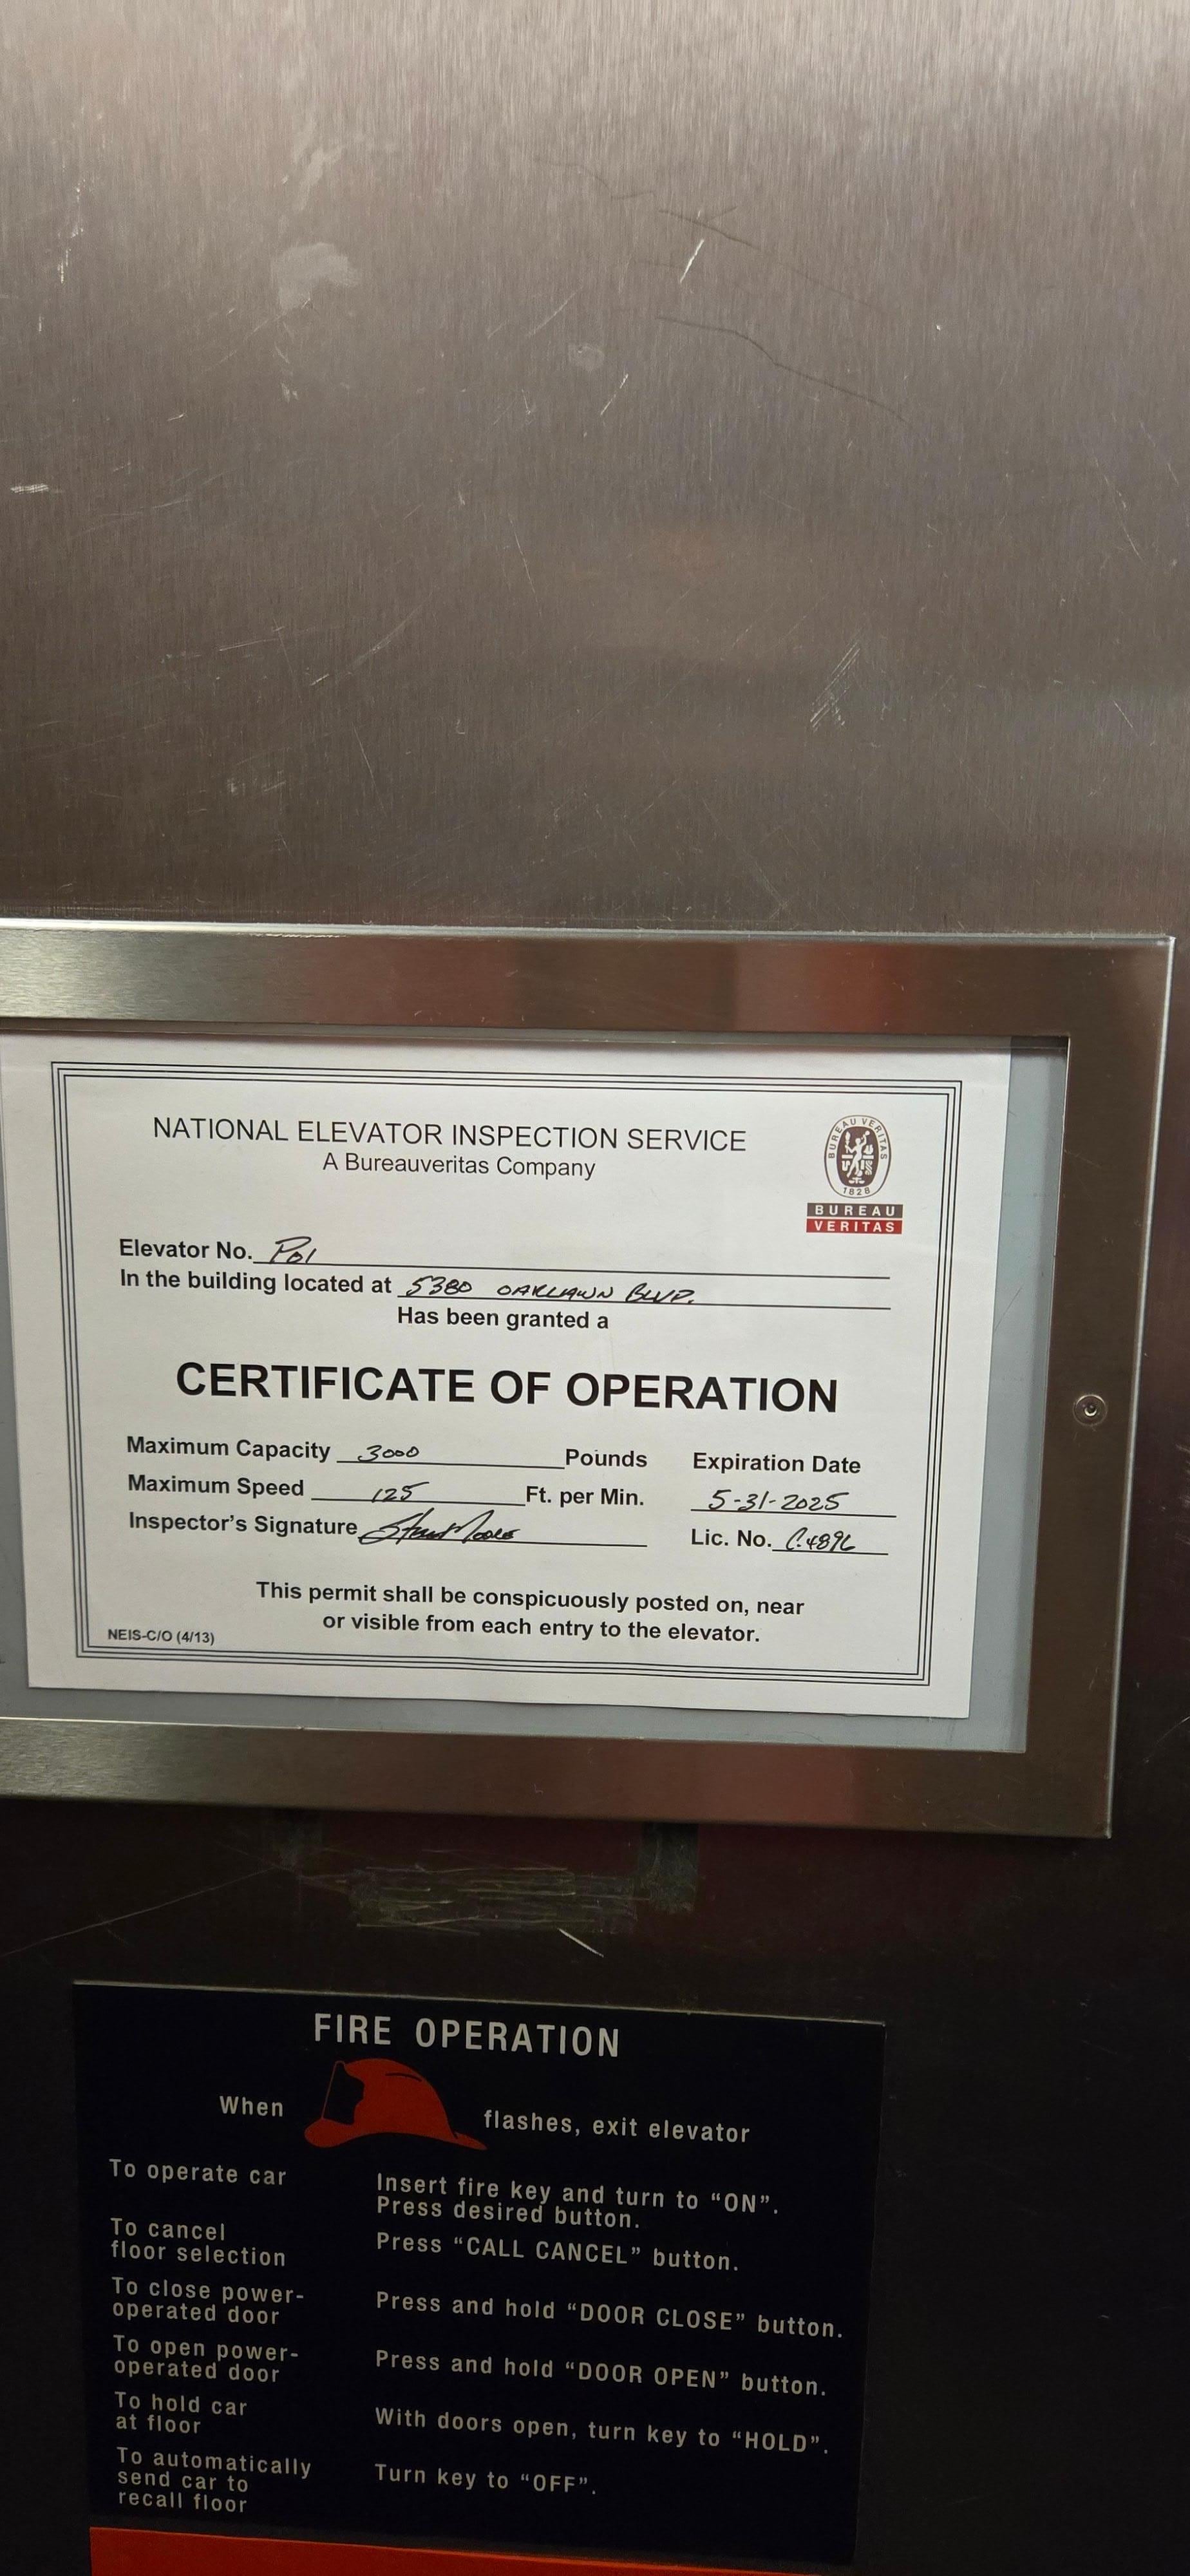 NATIONAL ELEVATOR INSPECTION SERVICE
A Bureauveritas Company
BUREAU VERITAS
1828
BUREAU
VERITAS
Elevator No. P01
In the building located at 5380 OAKLAWN BLVD.
Has been granted a
CERTIFICATE OF OPERATION
Maximum Capacity 3000 Pounds
Expiration Date
Maximum Speed 125 Ft. per Min.
5-31-2025
Inspector's Signature
Lic. No.
This permit shall be conspicuously posted on, near
or visible from each entry to the elevator.
NEIS-C/O (4/13)
FIRE OPERATION
When flashes, exit elevator
To operate car
Insert fire key and turn to “ON”.
Press desired button.
To cancel
floor selection
Press “CALL CANCEL” button.
To close power-
operated door
Press and hold “DOOR CLOSE” button.
To open power-
operated door
Press and hold “DOOR OPEN” button.
To hold car
at floor
With doors open, turn key to “HOLD”.
To automatically
send car to
recall floor
Turn key to “OFF”.